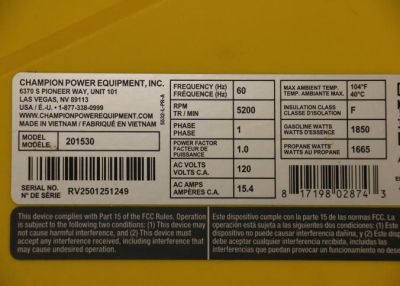 CHAMPION POWER EQUIPMENT, INC.
6370 S PIONEER WAY, UNIT 101
LAS VEGAS, NV 89113
USA / É.-U. • 1-877-338-0999
WWW.CHAMPIONPOWEREQUIPMENT.COM
MADE IN VIETNAM / FABRIQUÉ EN VIETNAM
5532-L-PR-A
MODEL
MODÈLE
201530
SERIAL NO.
N° DE SÉRIE
RV2501251249
FREQUENCY (Hz)
FRÉQUENCE (Hz)
60
RPM
TR / MIN
5200
PHASE
PHASE
1
POWER FACTOR
FACTEUR
DE PUISSANCE
1.0
AC VOLTS
C.A. VOLTS
120
AC AMPS
C.A. AMPÈRES
15.4
MAX AMBIENT TEMP.
TEMP. AMBIANTE MAX.
104°F
40°C
INSULATION CLASS
CLASSE D'ISOLATION
F
GASOLINE WATTS
WATTS D'ESSENCE
1850
PROPANE WATTS
WATTS AU PROPANE
1665
8 17198 02874 3
This device complies with Part 15 of the FCC Rules. Operation
is subject to the following two conditions: (1) This device may
not cause harmful interference, and (2) This device must
accept any interference received, including interference that
may cause undesired operation.
Este dispositivo cumple con la parte 15 de las normas FCC. La
operación está sujeta a las siguientes dos condiciones: (1) Este
dispositivo no puede causar interferencia dañina, y (2) Este
debe aceptar cualquier interferencia recibida, incluidas las
interferencias que puedan provocar un funcionamiento no deseado.